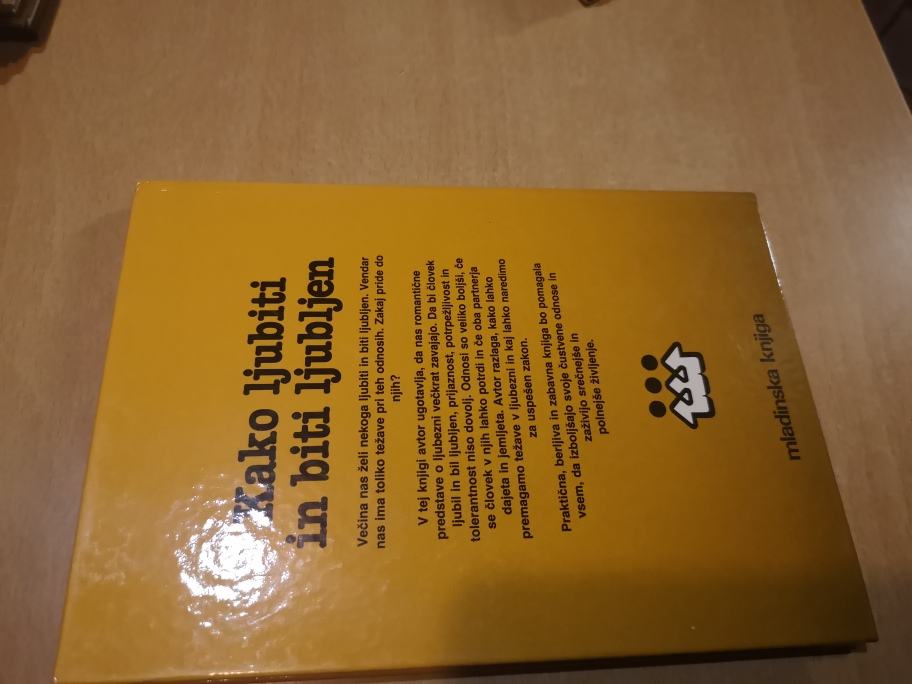 Kako ljubiti
in biti ljubljen
Večina nas želi nekoga ljubiti in biti ljubljen. Vendar
nas ima toliko težave pri teh odnosih. Zakaj pride do
njih?
V tej knjigi avtor ugotavlja, da nas romantične
predstave o ljubezni večkrat zavajajo. Da bi človek
ljubil in bil ljubljen, prijaznost, potrpežljivost in
tolerantnost niso dovolj. Odnosi so veliko boljši, če
se človek v njih lahko potrdi in če oba partnerja
dajeta in jemljeta. Avtor razlaga, kako lahko
premagamo težave v ljubezni in kaj lahko naredimo
za uspešen zakon.
Praktična, berljiva in zabavna knjiga bo pomagala
vsem, da izboljšajo svoje čustvene odnose in
zaživijo srečnejše in
polnejše življenje.
mladinska knjiga